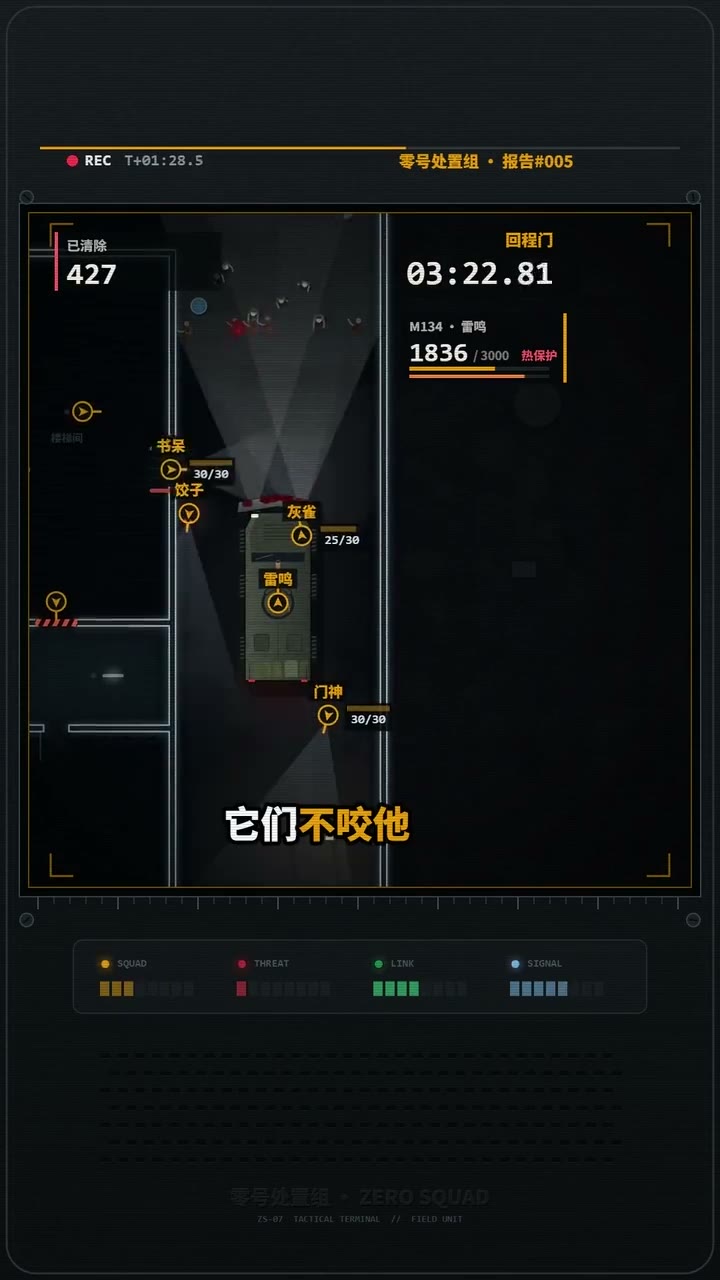 REC T+01:28.5
零号处置组 · 报告#005
已清除
427
回程门
03:22.81
M134 · 雷鸣
1836 / 3000 热保护
楼梯间
书呆
30/30
饺子
灰雀
25/30
雷鸣
门神
30/30
它们不咬他
SQUAD THREAT LINK SIGNAL
零号处置组 · ZERO SQUAD
ZS-07 TACTICAL TERMINAL // FIELD UNIT